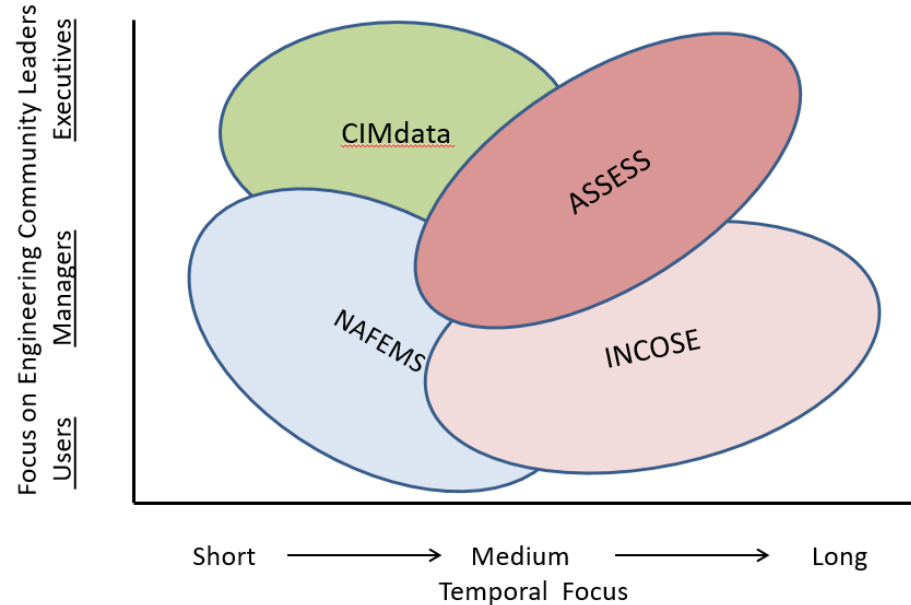 Focus on Engineering Community Leaders
Executives
Managers
Users
CIMdata
ASSESS
NAFEMS
INCOSE
Short
Medium
Long
Temporal Focus